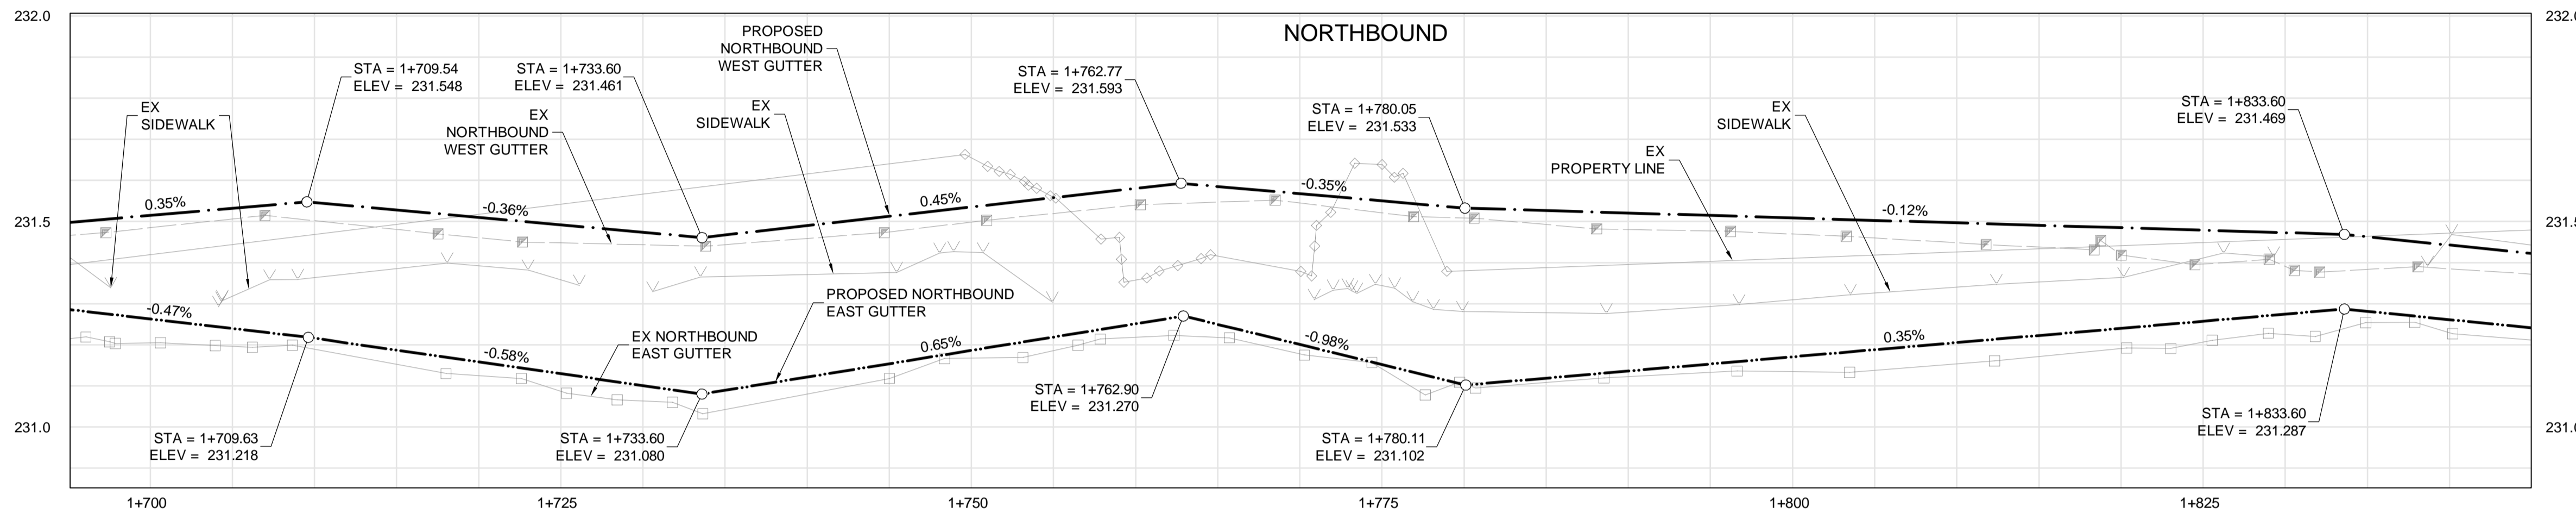 NORTHBOUND
232.0
232.0
231.5
231.5
231.0
231.0
EX
SIDEWALK
STA = 1+709.54
ELEV = 231.548
STA = 1+733.60
ELEV = 231.461
EX
NORTHBOUND
WEST GUTTER
PROPOSED
NORTHBOUND
WEST GUTTER
EX
SIDEWALK
STA = 1+762.77
ELEV = 231.593
STA = 1+780.05
ELEV = 231.533
EX
PROPERTY LINE
EX
SIDEWALK
STA = 1+833.60
ELEV = 231.469
0.35%
-0.36%
0.45%
-0.35%
-0.12%
-0.47%
-0.58%
0.65%
-0.98%
0.35%
EX NORTHBOUND
EAST GUTTER
PROPOSED NORTHBOUND
EAST GUTTER
STA = 1+709.63
ELEV = 231.218
STA = 1+733.60
ELEV = 231.080
STA = 1+762.90
ELEV = 231.270
STA = 1+780.11
ELEV = 231.102
STA = 1+833.60
ELEV = 231.287
1+700
1+725
1+750
1+775
1+800
1+825